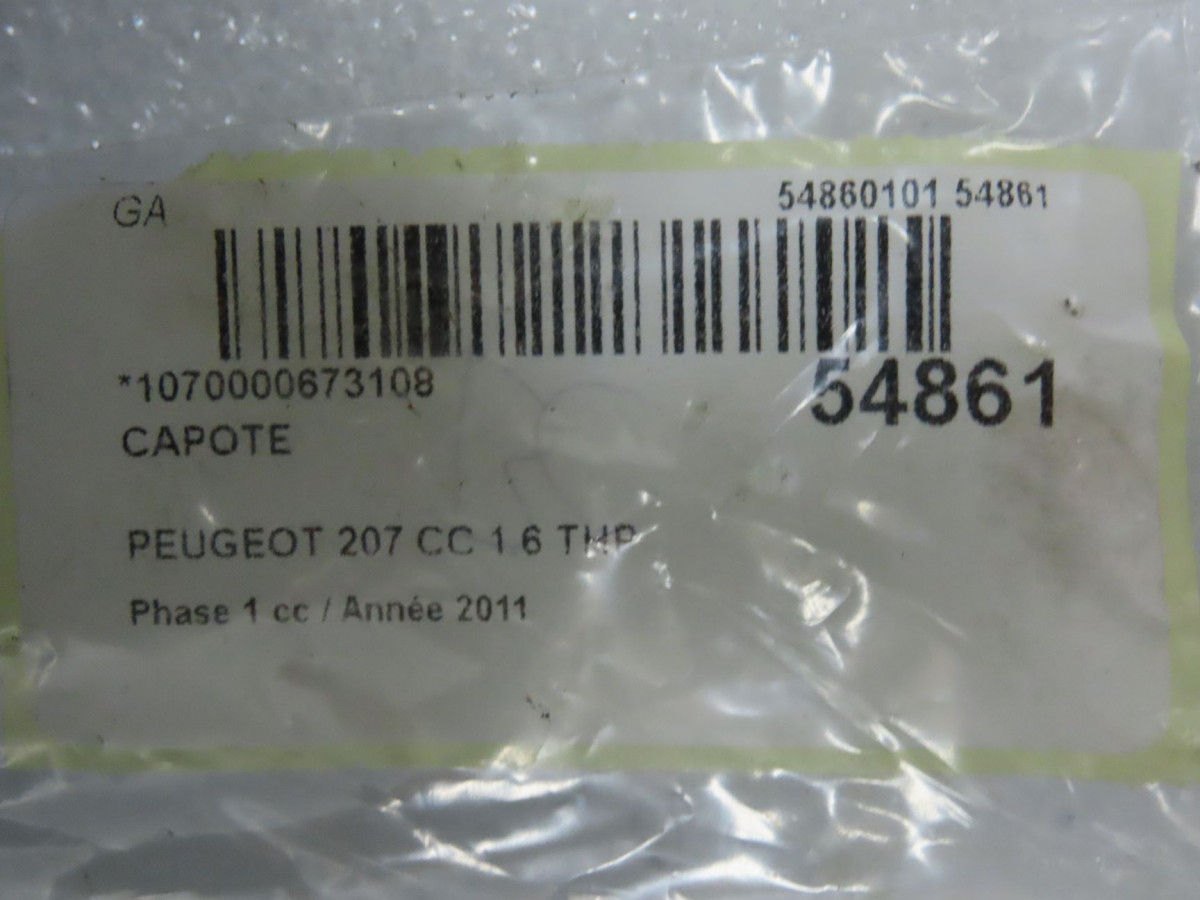 GA
54860101 54861
*1070000673108
54861
CAPOTE
PEUGEOT 207 CC 1 6 THP
Phase 1 cc / Année 2011